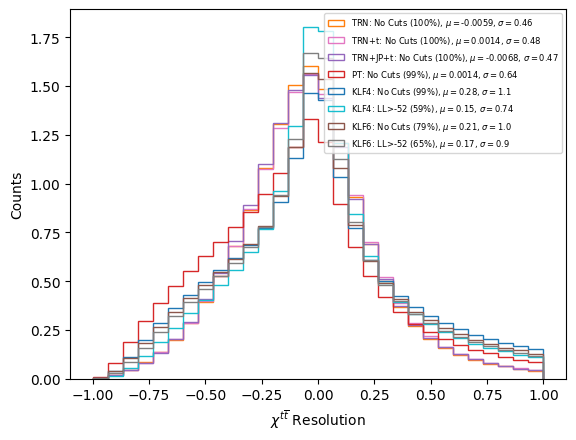 TRN: No Cuts (100%), μ=-0.0059, σ=0.46
TRN+t: No Cuts (100%), μ=0.0014, σ=0.48
TRN+JP+t: No Cuts (100%), μ=-0.0068, σ=0.47
PT: No Cuts (99%), μ=0.0014, σ=0.64
KLF4: No Cuts (99%), μ=0.28, σ=1.1
KLF4: LL>-52 (59%), μ=0.15, σ=0.74
KLF6: No Cuts (79%), μ=0.21, σ=1.0
KLF6: LL>-52 (65%), μ=0.17, σ=0.9
Counts
1.75
1.50
1.25
1.00
0.75
0.50
0.25
0.00
−1.00 −0.75 −0.50 −0.25 0.00 0.25 0.50 0.75 1.00
χ^{tt̅} Resolution